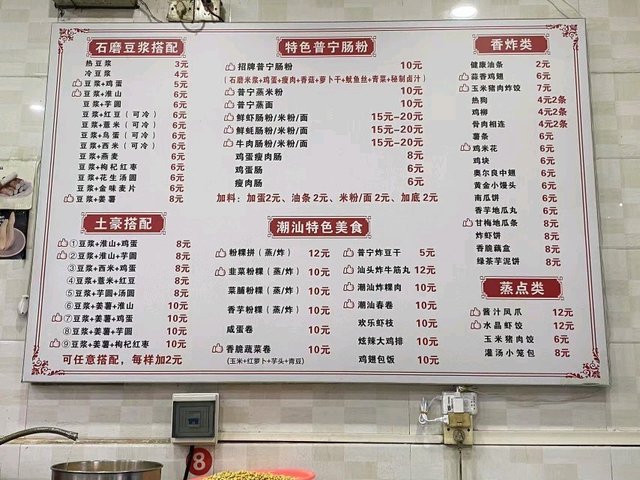 石磨豆浆搭配
热豆浆 3元
冷豆浆 4元
豆浆+鸡蛋 5元
豆浆+淮山 6元
豆浆+芋圆 6元
豆浆+红豆（可冷） 6元
豆浆+薏米（可冷） 6元
豆浆+鸟蛋（可冷） 6元
豆浆+西米（可冷） 6元
豆浆+燕麦 6元
豆浆+枸杞红枣 6元
豆浆+花生汤圆 6元
豆浆+金味麦片 6元
豆浆+姜薯 8元
土豪搭配
①豆浆+淮山+鸡蛋 8元
②豆浆+淮山+芋圆 8元
③豆浆+西米+鸡蛋 8元
④豆浆+薏米+红豆 8元
⑤豆浆+芋圆+汤圆 8元
⑥豆浆+姜薯+淮山 10元
⑦豆浆+姜薯+鸡蛋 10元
⑧豆浆+姜薯+芋圆 10元
⑨豆浆+姜薯+枸杞红枣 10元
可任意搭配，每样加2元
特色普宁肠粉
招牌普宁肠粉 10元
（石磨米浆+鸡蛋+瘦肉+香菇+萝卜干+鱿鱼丝+青菜+秘制卤汁）
普宁蒸米粉 10元
普宁蒸面 10元
鲜虾肠粉/米粉/面 15元-20元
鲜蚝肠粉/米粉/面 15元-20元
牛肉肠粉/米粉/面 15元-20元
鸡蛋瘦肉肠 8元
鸡蛋肠 6元
瘦肉肠 6元
加料：加蛋2元、油条 2元、米粉/面 2元、加底 2元
潮汕特色美食
粉粿拼（蒸/炸） 12元
韭菜粉粿（蒸/炸） 10元
菜脯粉粿（蒸/炸） 10元
香芋粉粿（蒸/炸） 10元
咸蛋卷 10元
香脆蔬菜卷 10元
（玉米+红萝卜+芋头+青豆）
普宁炸豆干 5元
汕头炸牛筋丸 12元
潮汕炸粿肉 10元
潮汕春卷 10元
欢乐虾枝 10元
炫辣大鸡排 10元
鸡翅包饭 10元
香炸类
健康油条 2元
蒜香鸡翅 6元
玉米猪肉炸饺 7元
热狗 4元2条
鸡柳 4元2条
骨肉相连 4元2条
薯条 6元
鸡米花 6元
鸡块 6元
奥尔良中翅 6元
黄金小馒头 6元
南瓜饼 6元
香芋地瓜丸 6元
甘梅地瓜条 8元
炸虾饼 8元
香脆藕盒 8元
绿茶芋泥饼 8元
蒸点类
酱汁凤爪 12元
水晶虾饺 12元
玉米猪肉饺 6元
灌汤小笼包 8元
8